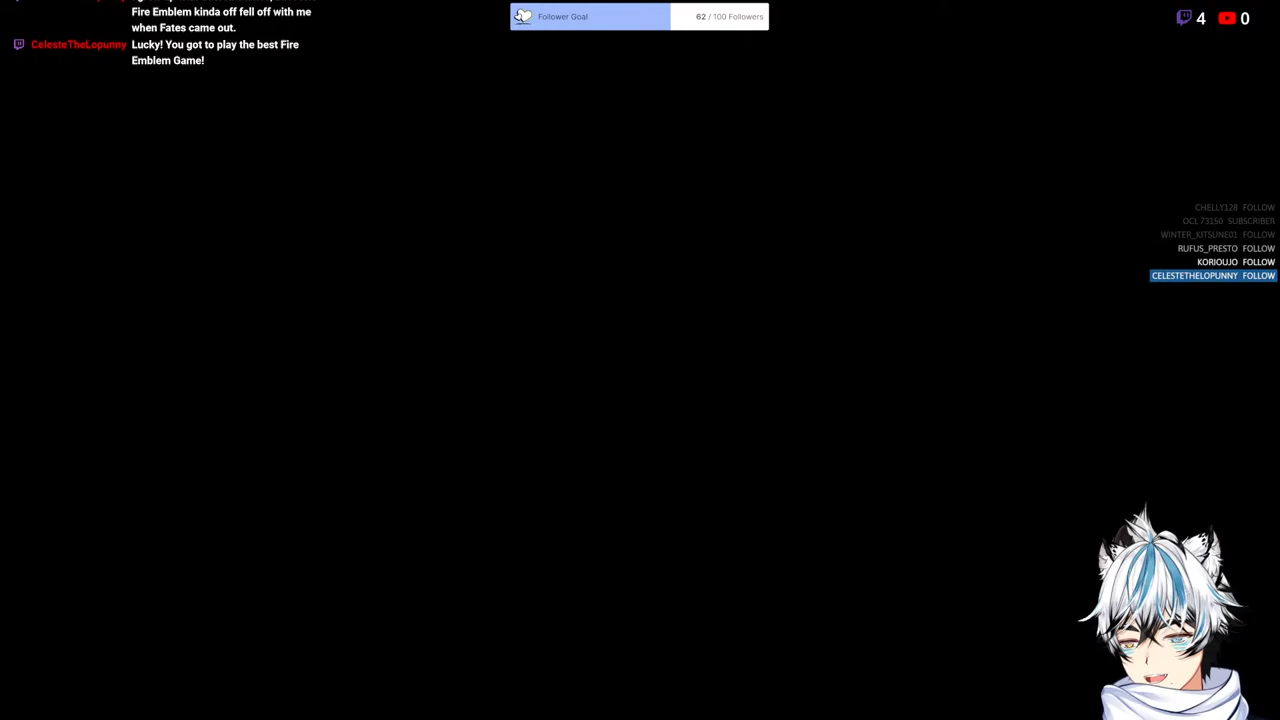 Fire Emblem kinda off fell off with me
when Fates came out.
CelesteTheLopunny Lucky! You got to play the best Fire
Emblem Game!
Follower Goal 62 / 100 Followers
4 0
CHELLY128 FOLLOW
OCL73150 SUBSCRIBER
WINTER_KITSUNE01 FOLLOW
RUFUS_PRESTO FOLLOW
KORIOUJO FOLLOW
CELESTETHELOPUNNY FOLLOW